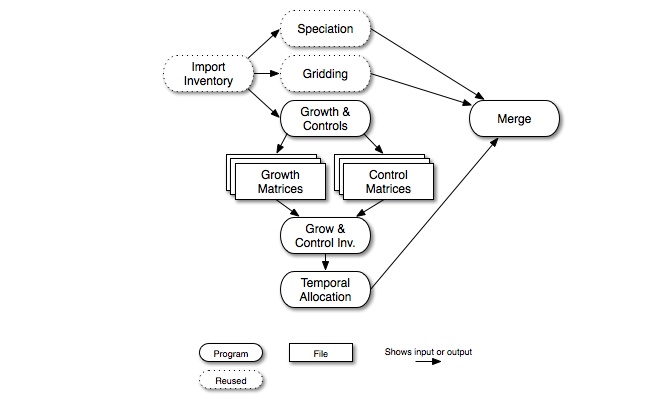 Speciation
Import
Inventory
Gridding
Growth &
Controls
Merge
Growth
Matrices
Control
Matrices
Grow &
Control Inv.
Temporal
Allocation
Program
File
Shows input or output
Reused